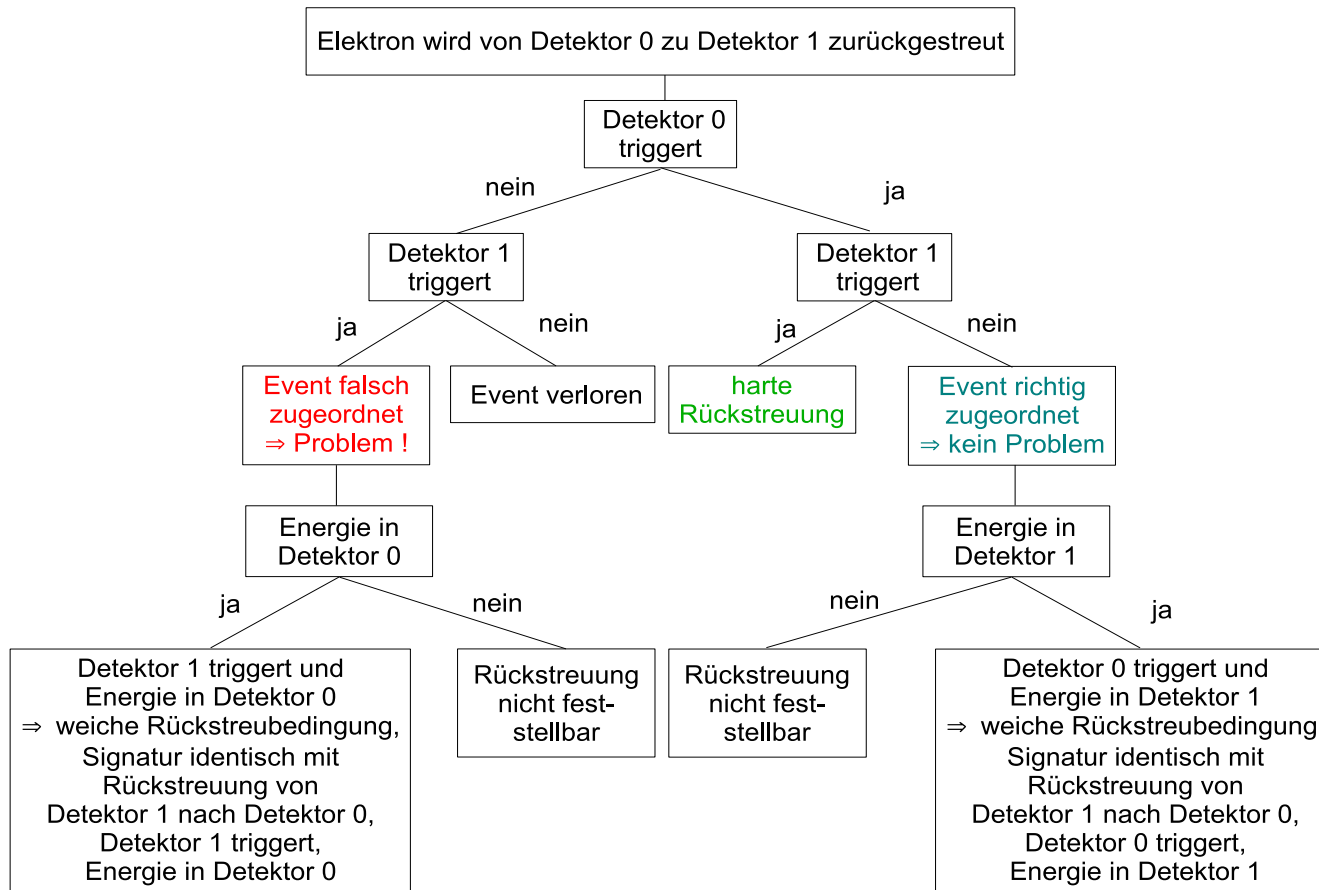 Elektron wird von Detektor 0 zu Detektor 1 zurückgestreut
Detektor 0
triggert
nein
ja
Detektor 1
triggert
Detektor 1
triggert
ja
nein
ja
nein
Event falsch
zugeordnet
⇒ Problem !
Event verloren
harte
Rückstreuung
Event richtig
zugeordnet
⇒ kein Problem
Energie in
Detektor 0
Energie in
Detektor 1
ja
nein
nein
ja
Detektor 1 triggert und
Energie in Detektor 0
⇒ weiche Rückstreubedingung,
Signatur identisch mit
Rückstreuung von
Detektor 1 nach Detektor 0,
Detektor 1 triggert,
Energie in Detektor 0
Rückstreuung
nicht fest-
stellbar
Rückstreuung
nicht fest-
stellbar
Detektor 0 triggert und
Energie in Detektor 1
⇒ weiche Rückstreubedingung
Signatur identisch mit
Rückstreuung von
Detektor 1 nach Detektor 0,
Detektor 0 triggert,
Energie in Detektor 1